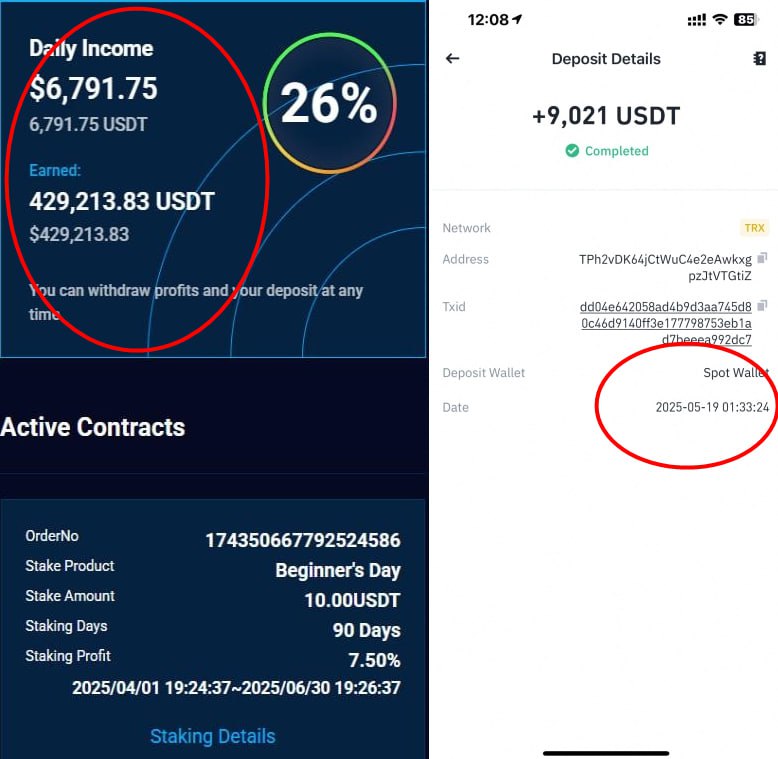 Daily Income
$6,791.75
6,791.75 USDT
26%
Earned:
429,213.83 USDT
$429,213.83
You can withdraw profits and your deposit at any
time.
Active Contracts
OrderNo 174350667792524586
Stake Product Beginner's Day
Stake Amount 10.00USDT
Staking Days 90 Days
Staking Profit 7.50%
2025/04/01 19:24:37~2025/06/30 19:26:37
Staking Details
12:08 85
Deposit Details
+9,021 USDT
Completed
Network TRX
Address TPh2vDK64jCtWuC4e2eAwkxg
pzJtVTGtiZ
Txid dd04e642058ad4b9d3aa745d8
0c46d9140ff3e177798753eb1a
d7beeea992dc7
Deposit Wallet Spot Wallet
Date 2025-05-19 01:33:24